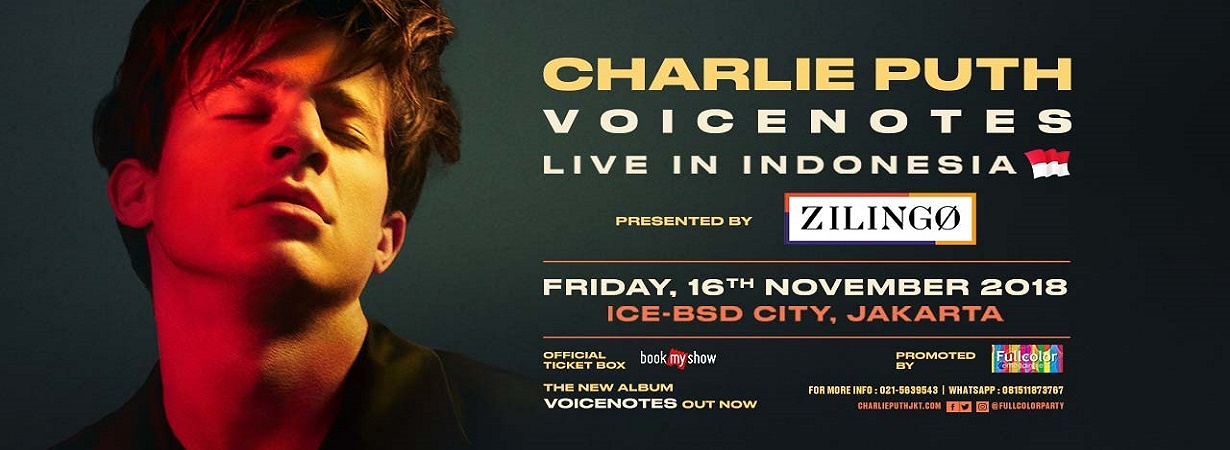 CHARLIE PUTH
VOICENOTES
LIVE IN INDONESIA
PRESENTED BY ZILINGØ
FRIDAY, 16TH NOVEMBER 2018
ICE-BSD CITY, JAKARTA
OFFICIAL
TICKET BOX
bookmyshow
PROMOTED
BY
Fullcolor
entertainment
THE NEW ALBUM
VOICENOTES OUT NOW
FOR MORE INFO : 021-5639543 | WHATSAPP : 081511873767
CHARLIEPUTHJKT.COM @FULLCOLORPARTY